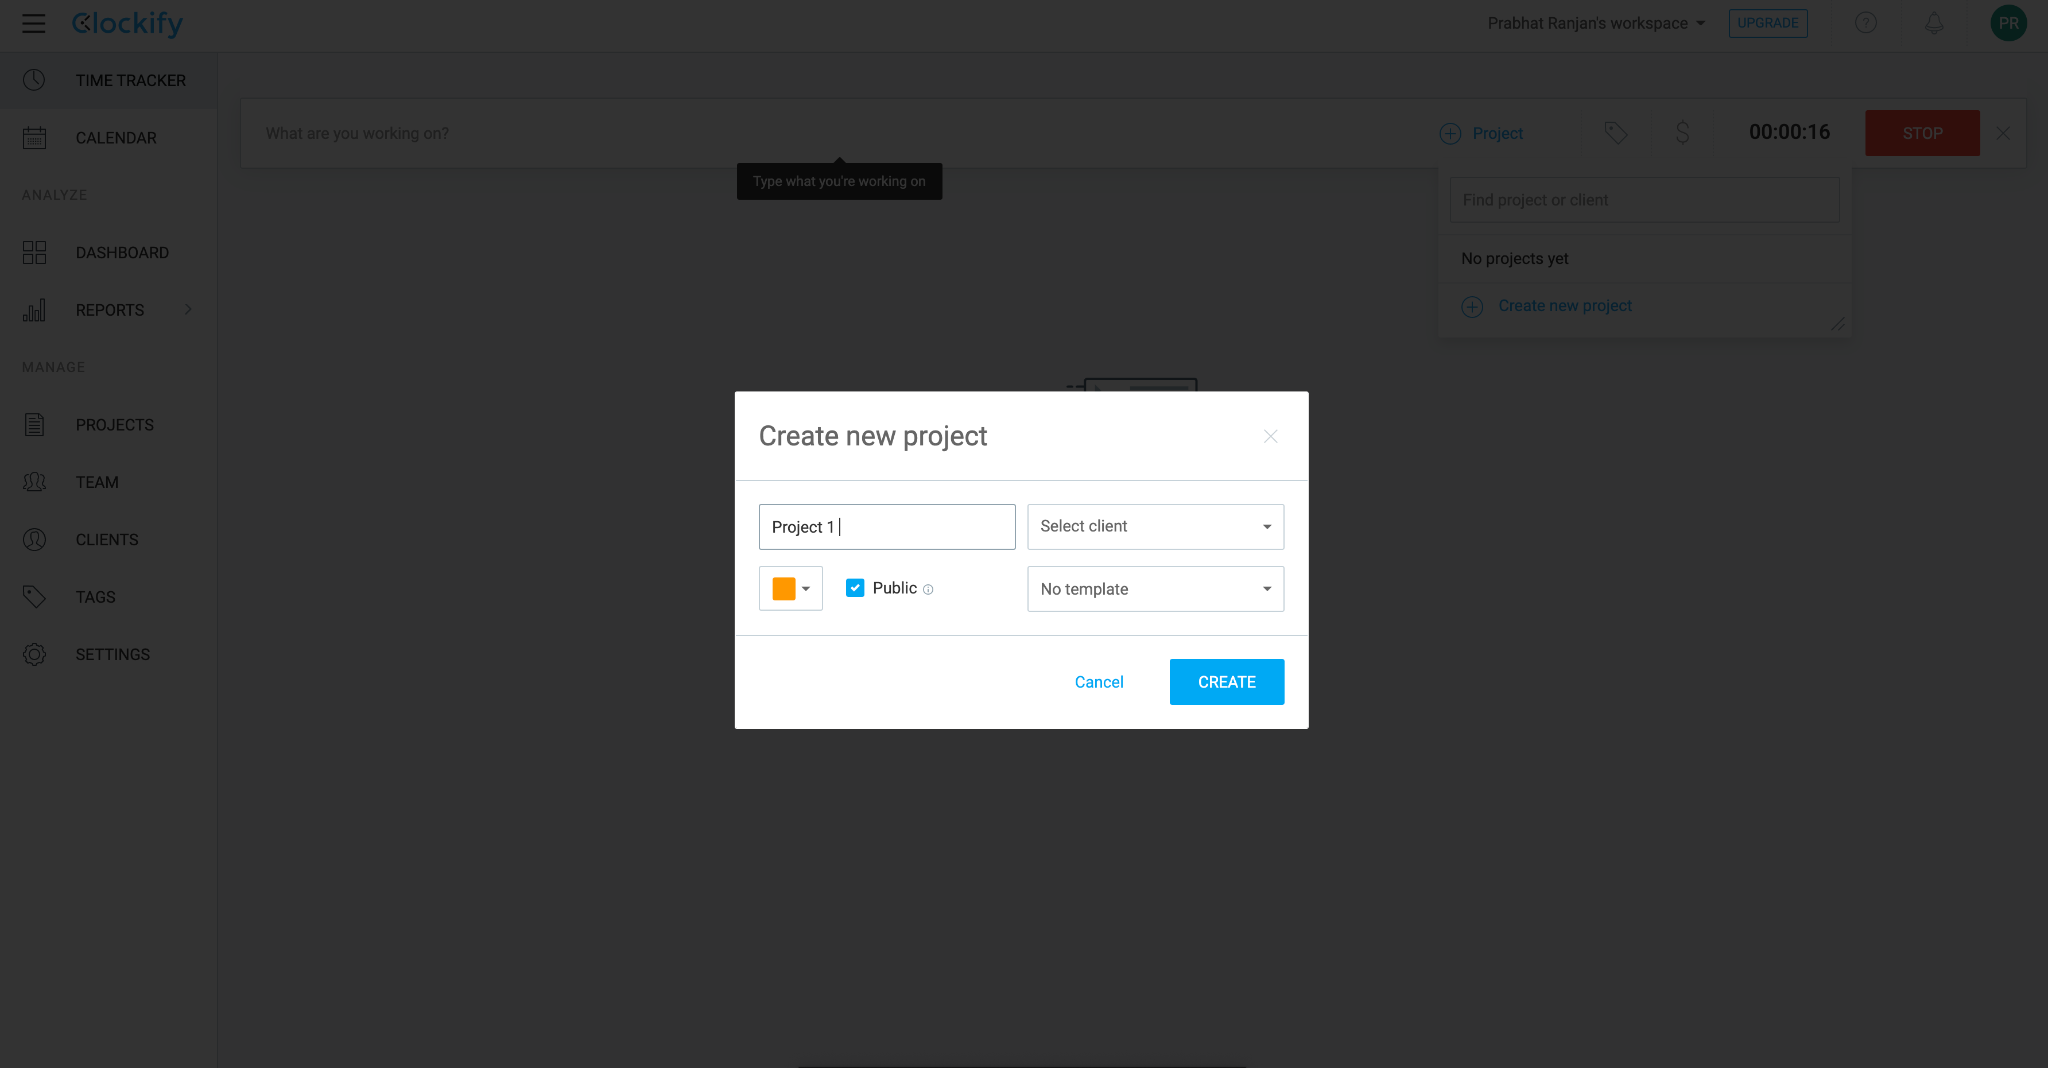 Clockify
Prabhat Ranjan's workspace
UPGRADE
PR
TIME TRACKER
CALENDAR
ANALYZE
DASHBOARD
REPORTS
MANAGE
PROJECTS
TEAM
CLIENTS
TAGS
SETTINGS
What are you working on?
Project
$
00:00:16
STOP
Type what you're working on
Find project or client
No projects yet
Create new project
Create new project
Project 1
Select client
Public
No template
Cancel
CREATE